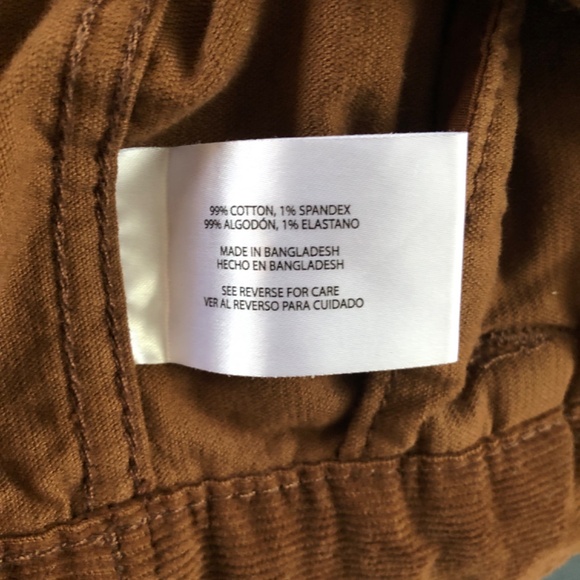 99% COTTON, 1% SPANDEX
99% ALGODÓN, 1% ELASTANO
MADE IN BANGLADESH
HECHO EN BANGLADESH
SEE REVERSE FOR CARE
VER AL REVERSO PARA CUIDADO